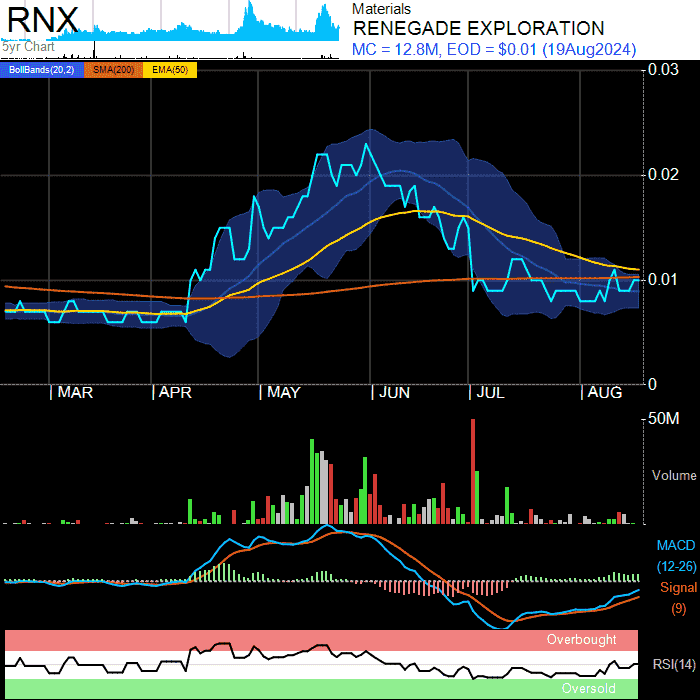 RNX
5yr Chart
Materials
RENEGADE EXPLORATION
MC = 12.8M, EOD = $0.01 (19Aug2024)
BollBands(20,2) SMA(200) EMA(50)
0.03
0.02
0.01
0
MAR APR MAY JUN JUL AUG
50M
Volume
0
MACD
(12-26)
Signal
(9)
Overbought
RSI(14)
Oversold